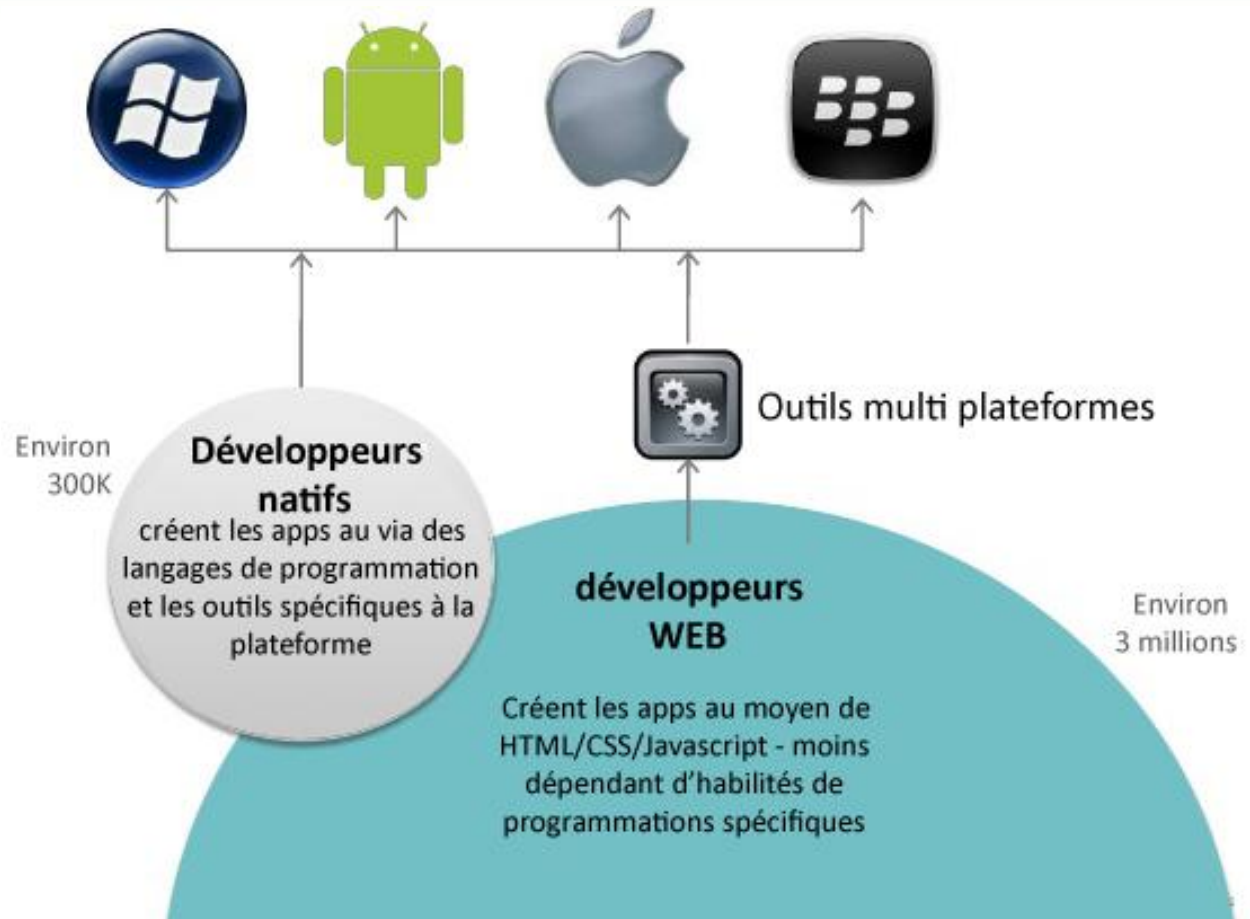 Outils multi plateformes
Environ
300K
Développeurs
natifs
créent les apps au via des
langages de programmation
et les outils spécifiques à la
plateforme
développeurs
WEB
Environ
3 millions
Créent les apps au moyen de
HTML/CSS/Javascript - moins
dépendant d'habilités de
programmations spécifiques